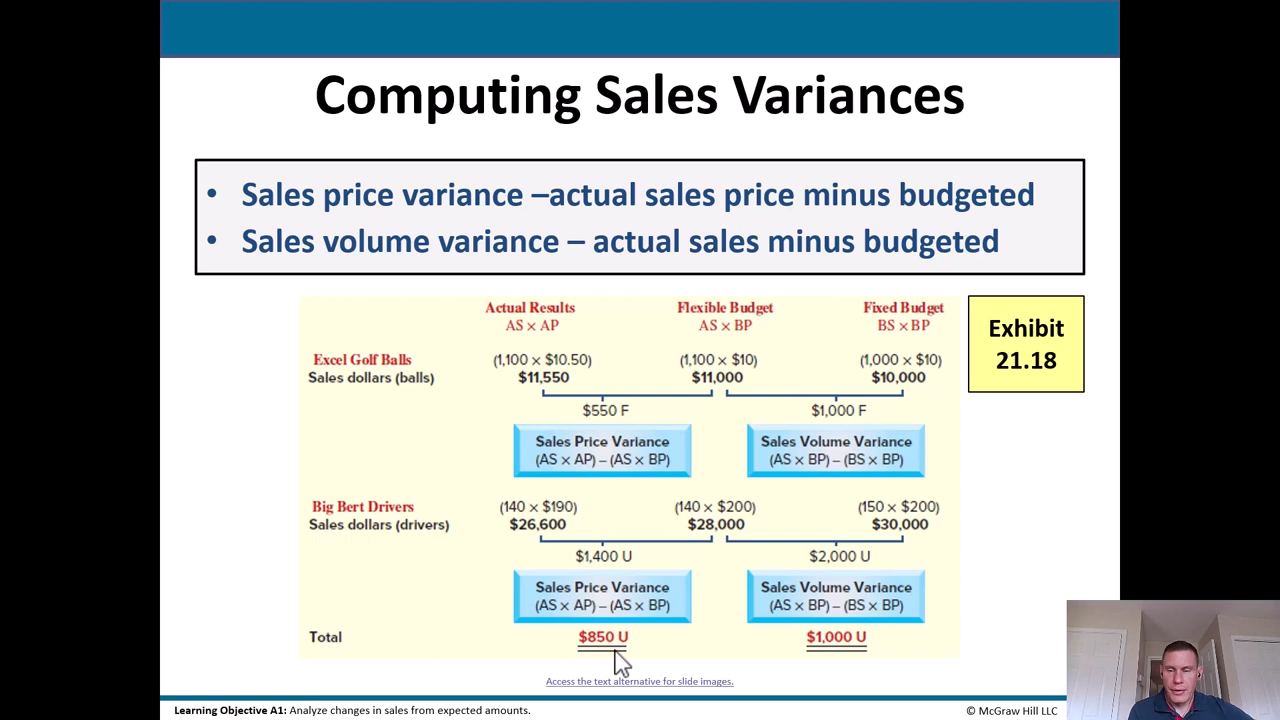 Computing Sales Variances
• Sales price variance –actual sales price minus budgeted
• Sales volume variance – actual sales minus budgeted
Exhibit
21.18
Actual Results Flexible Budget Fixed Budget
AS × AP AS × BP BS × BP
Excel Golf Balls (1,100 × $10.50) (1,100 × $10) (1,000 × $10)
Sales dollars (balls) $11,550 $11,000 $10,000
$550 F $1,000 F
Sales Price Variance Sales Volume Variance
(AS × AP) – (AS × BP) (AS × BP) – (BS × BP)
Big Bert Drivers (140 × $190) (140 × $200) (150 × $200)
Sales dollars (drivers) $26,600 $28,000 $30,000
$1,400 U $2,000 U
Sales Price Variance Sales Volume Variance
(AS × AP) – (AS × BP) (AS × BP) – (BS × BP)
Total $850 U $1,000 U
Access the text alternative for slide images.
Learning Objective A1: Analyze changes in sales from expected amounts. © McGraw Hill LLC